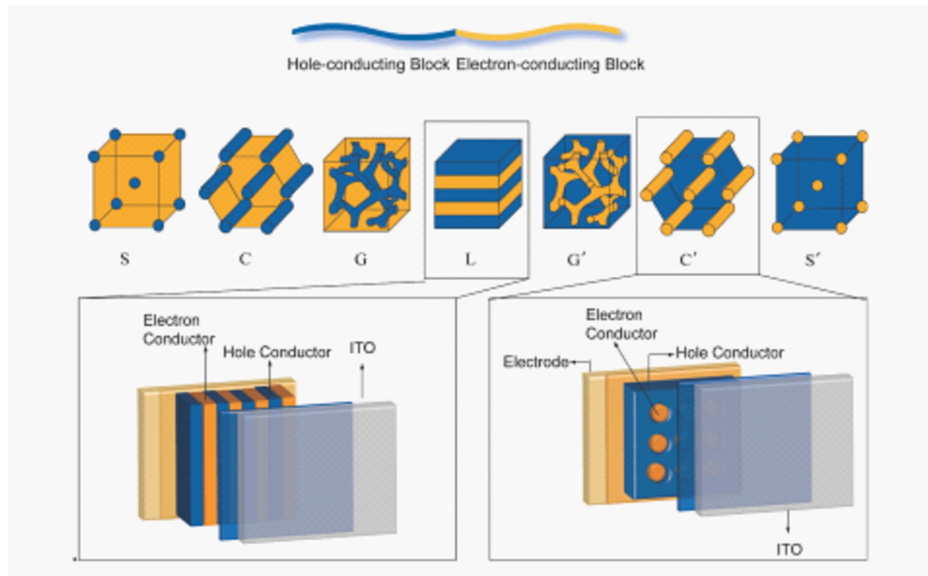 Hole-conducting Block Electron-conducting Block
S C G L G′ C′ S′
Electron
Conductor
Hole Conductor
ITO
Electron
Conductor
Electrode
Hole Conductor
ITO